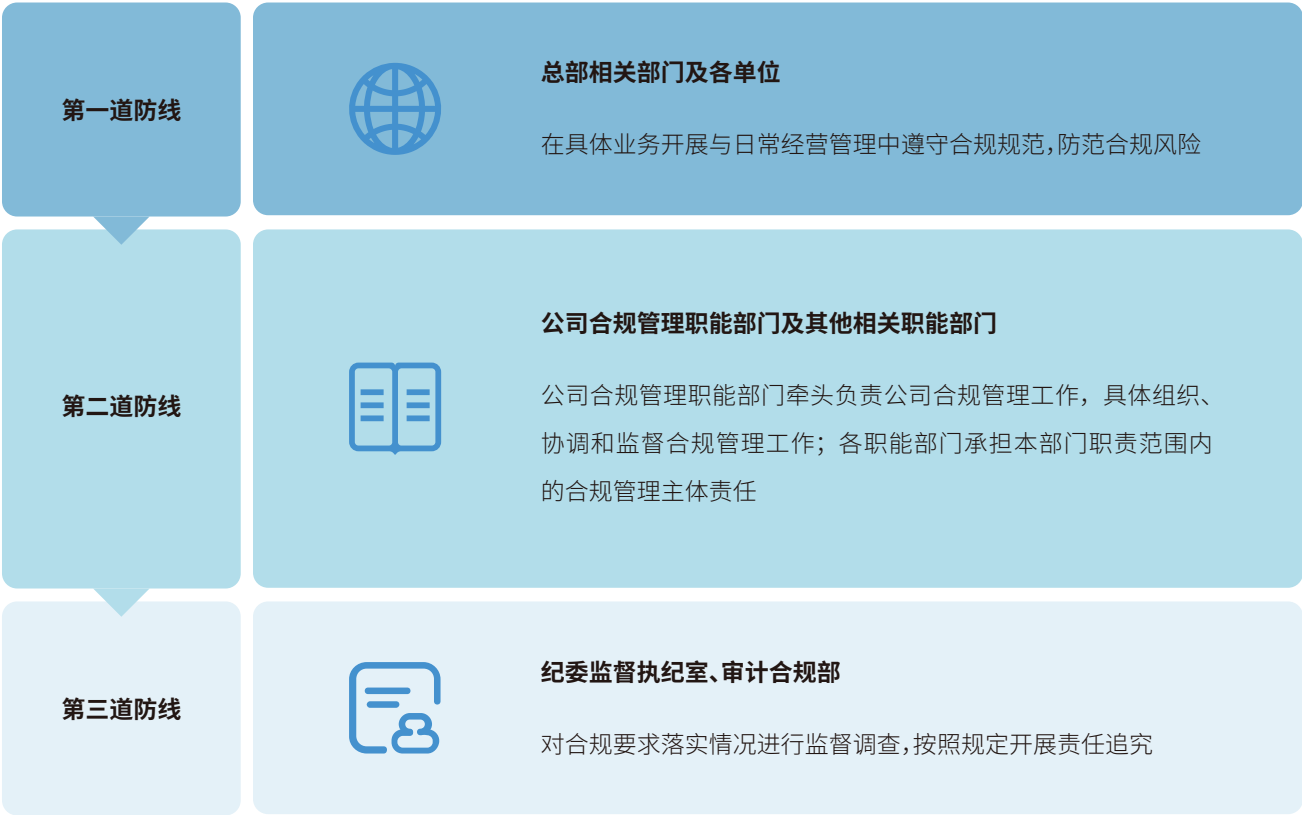 第一道防线
总部相关部门及各单位
在具体业务开展与日常经营管理中遵守合规规范，防范合规风险
第二道防线
公司合规管理职能部门及其他相关职能部门
公司合规管理职能部门牵头负责公司合规管理工作，具体组织、
协调和监督合规管理工作；各职能部门承担本部门职责范围内
的合规管理主体责任
第三道防线
纪委监督执纪室、审计合规部
对合规要求落实情况进行监督调查，按照规定开展责任追究